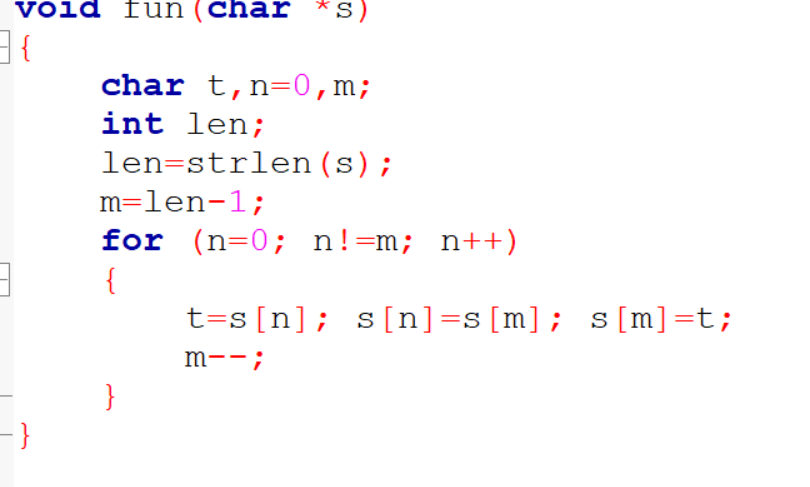 void fun(char *s)
{
char t,n=0,m;
int len;
len=strlen(s);
m=len-1;
for (n=0; n!=m; n++)
{
t=s[n]; s[n]=s[m]; s[m]=t;
m--;
}
}